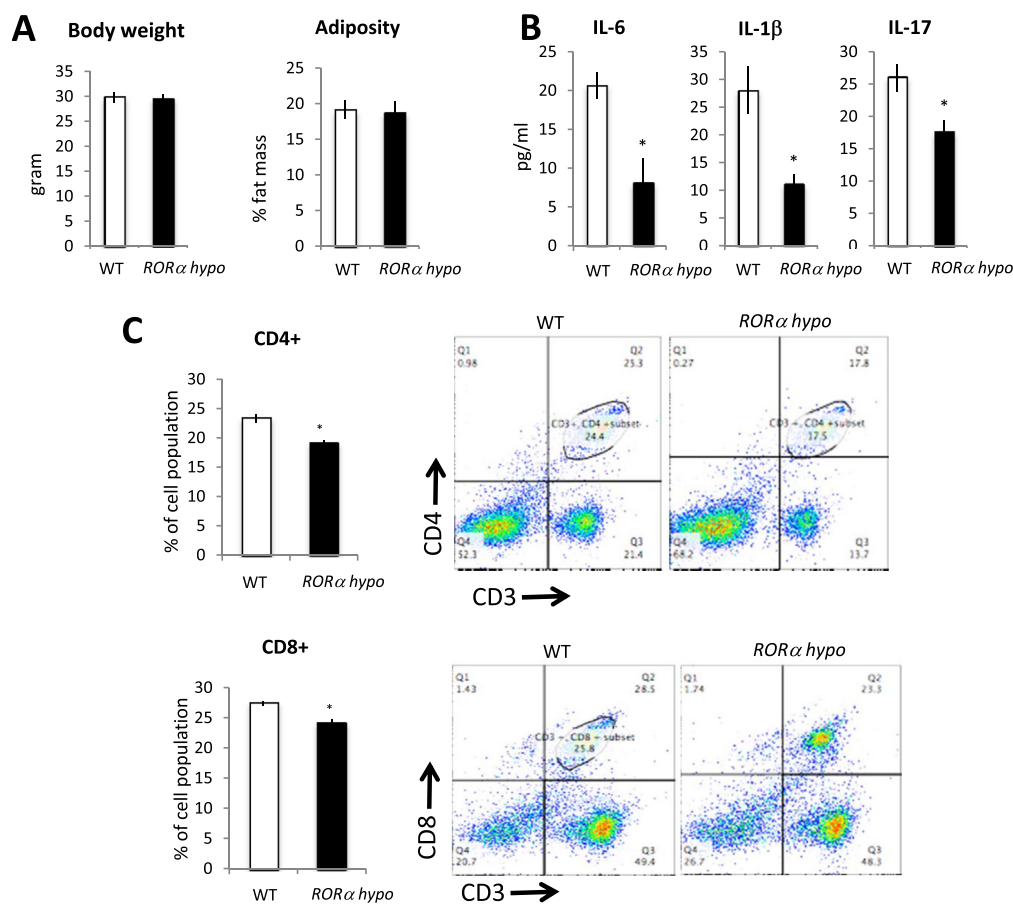 A
Body weight
Adiposity
35
30
25
20
15
10
5
0
gram
WT
RORα hypo
25
20
15
10
5
0
% fat mass
WT
RORα hypo
B
IL-6
IL-1β
IL-17
25
20
15
10
5
0
pg/ml
WT
RORα hypo
35
30
25
20
15
10
5
0
WT
RORα hypo
30
25
20
15
10
5
0
WT
RORα hypo
*
*
*
C
CD4+
30
25
20
15
10
5
0
% of cell population
*
WT
RORα hypo
WT
Q1
0.98
Q2
25.3
CD3+, CD4 +subset
24.4
Q4
52.3
Q3
21.4
RORα hypo
Q1
0.27
Q2
17.8
CD3 +, CD4 +subset
17.5
Q4
68.2
Q3
13.7
CD4
CD3
CD8+
30
25
20
15
10
5
0
% of cell population
*
WT
RORα hypo
WT
Q1
1.43
Q2
28.5
CD3 +, CD8 + subset
25.8
Q4
20.7
Q3
49.4
RORα hypo
Q1
1.74
Q2
23.3
Q4
26.7
Q3
48.3
CD8
CD3